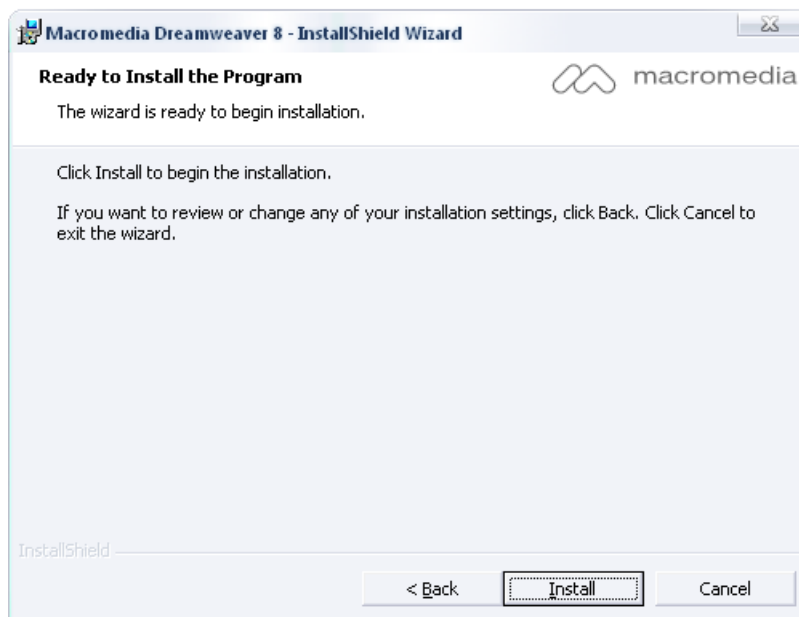 Macromedia Dreamweaver 8 - InstallShield Wizard
Ready to Install the Program
macromedia
The wizard is ready to begin installation.
Click Install to begin the installation.
If you want to review or change any of your installation settings, click Back. Click Cancel to
exit the wizard.
InstallShield
< Back
Install
Cancel